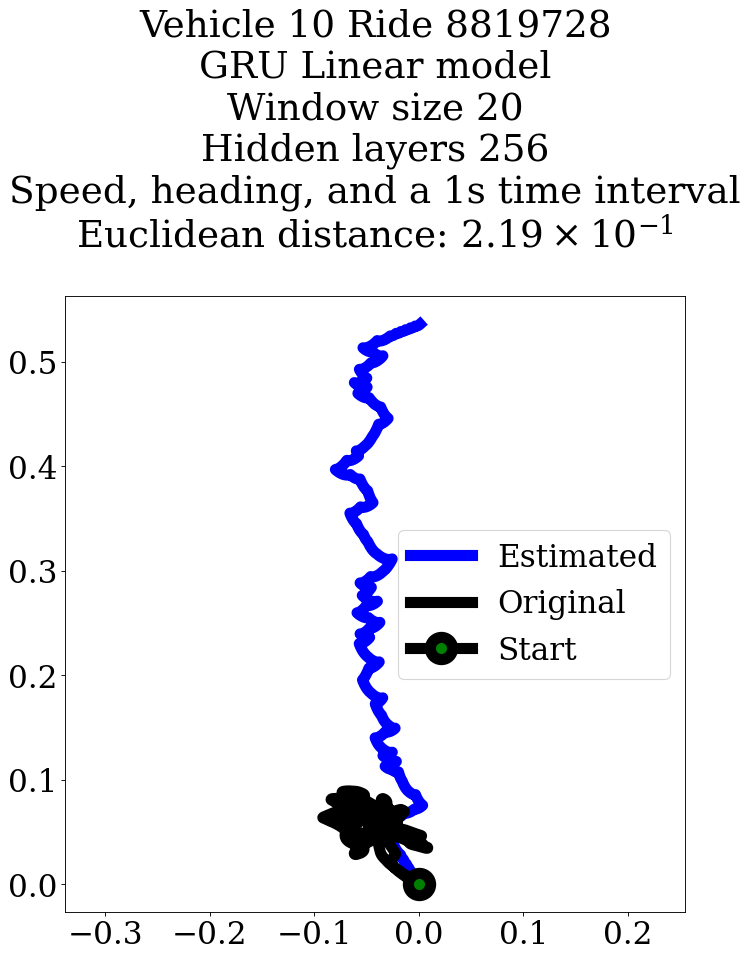 Vehicle 10 Ride 8819728
GRU Linear model
Window size 20
Hidden layers 256
Speed, heading, and a 1s time interval
Euclidean distance: 2.19 × 10⁻¹
0.5
0.4
0.3
0.2
0.1
0.0
Estimated
Original
Start
−0.3 −0.2 −0.1 0.0 0.1 0.2